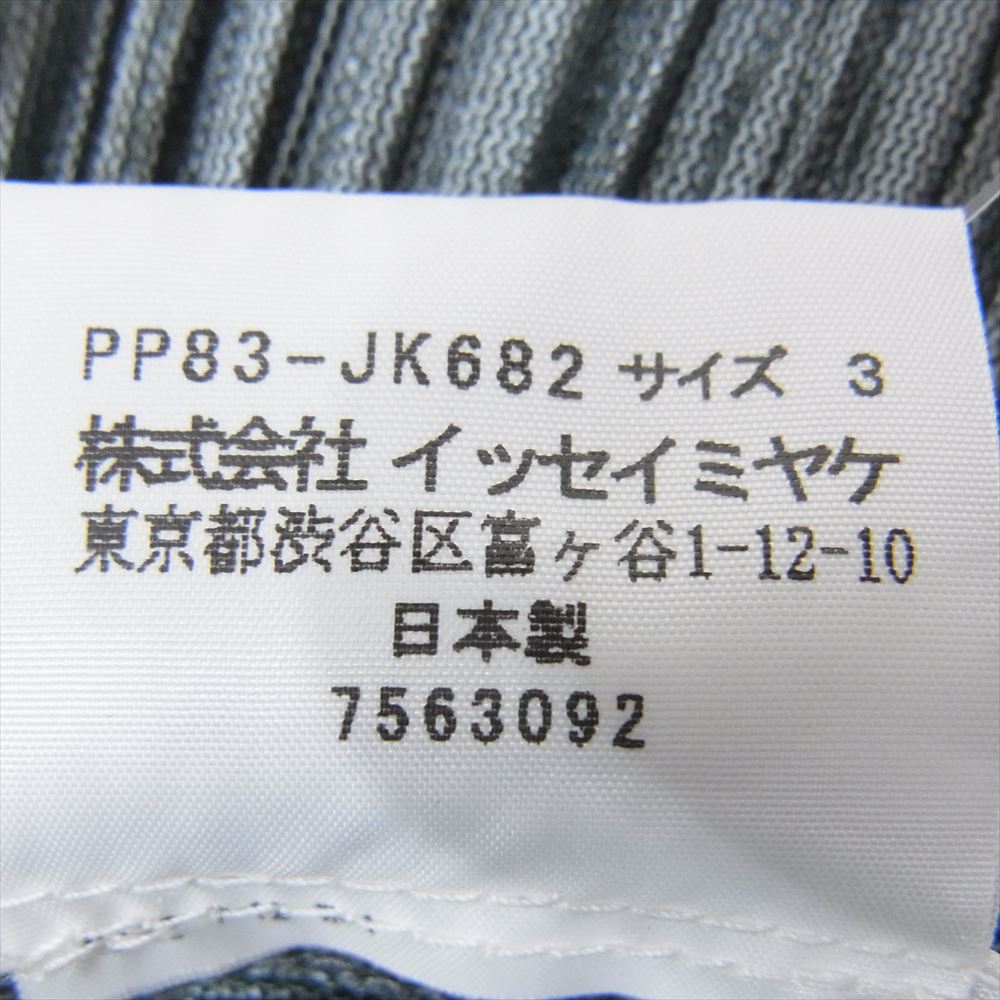 PP83-JK682 サイズ 3
株式会社 イッセイミヤケ
東京都渋谷区富ヶ谷1-12-10
日本製
7563092